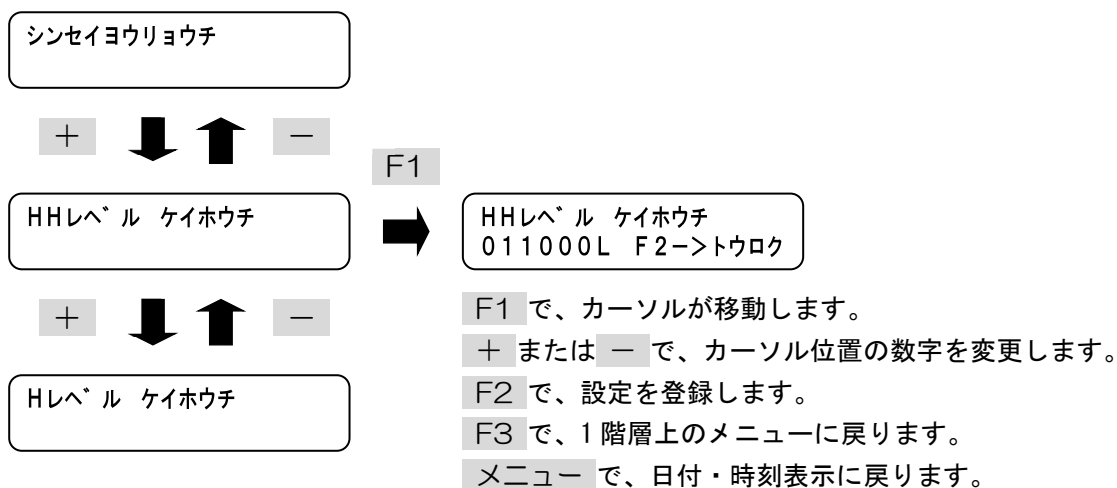 シンセイヨウリョウチ
＋ －
F1
HHレベル ケイホウチ
HHレベル ケイホウチ
011000L F2->トウロク
＋ －
F1 で、カーソルが移動します。
＋ または － で、カーソル位置の数字を変更します。
Hレベル ケイホウチ
F2 で、設定を登録します。
F3 で、1階層上のメニューに戻ります。
メニュー で、日付・時刻表示に戻ります。